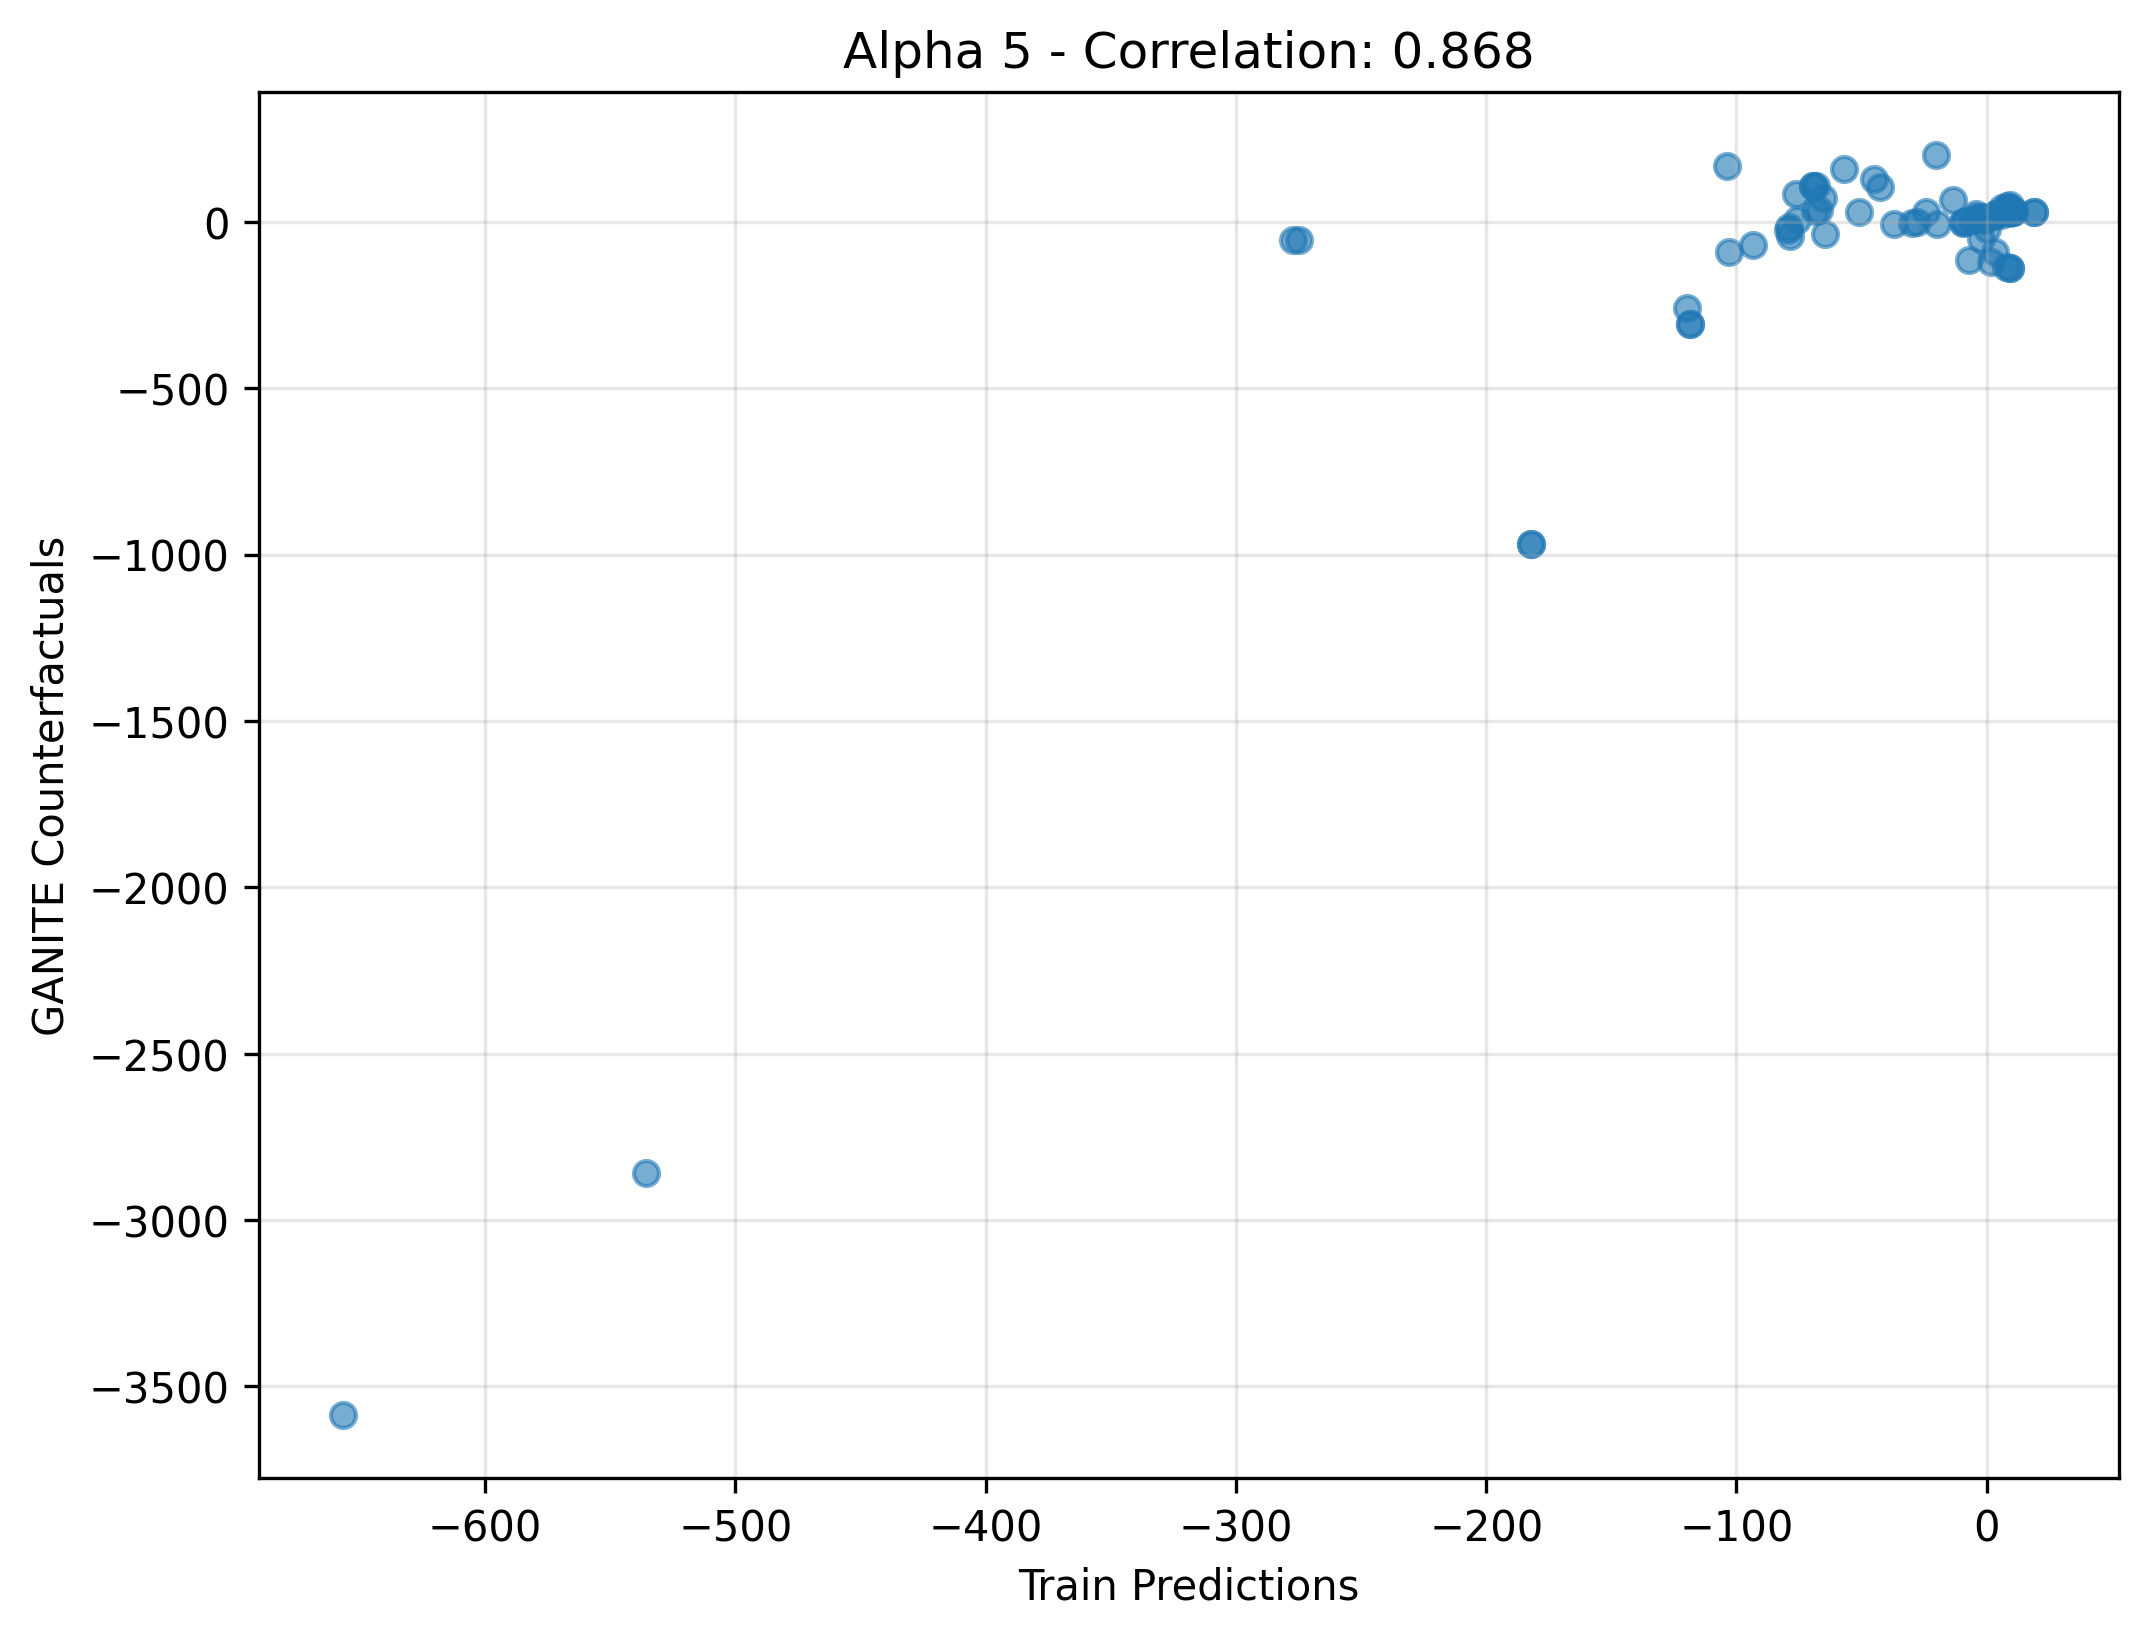 Alpha 5 - Correlation: 0.868
GANITE Counterfactuals
0
−500
−1000
−1500
−2000
−2500
−3000
−3500
−600 −500 −400 −300 −200 −100 0
Train Predictions